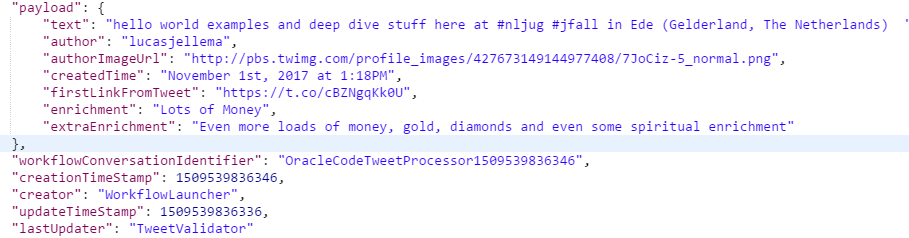 "payload": {
"text": "hello world examples and deep dive stuff here at #nljug #jfall in Ede (Gelderland, The Netherlands) "
"author": "lucasjellema",
"authorImageUrl": "http://pbs.twimg.com/profile_images/427673149144977408/7JoCiz-5_normal.png",
"createdTime": "November 1st, 2017 at 1:18PM",
"firstLinkFromTweet": "https://t.co/cBZNgqKk0U",
"enrichment": "Lots of Money",
"extraEnrichment": "Even more loads of money, gold, diamonds and even some spiritual enrichment"
},
"workflowConversationIdentifier": "OracleCodeTweetProcessor1509539836346",
"creationTimeStamp": 1509539836346,
"creator": "WorkflowLauncher",
"updateTimeStamp": 1509539836336,
"lastUpdater": "TweetValidator"